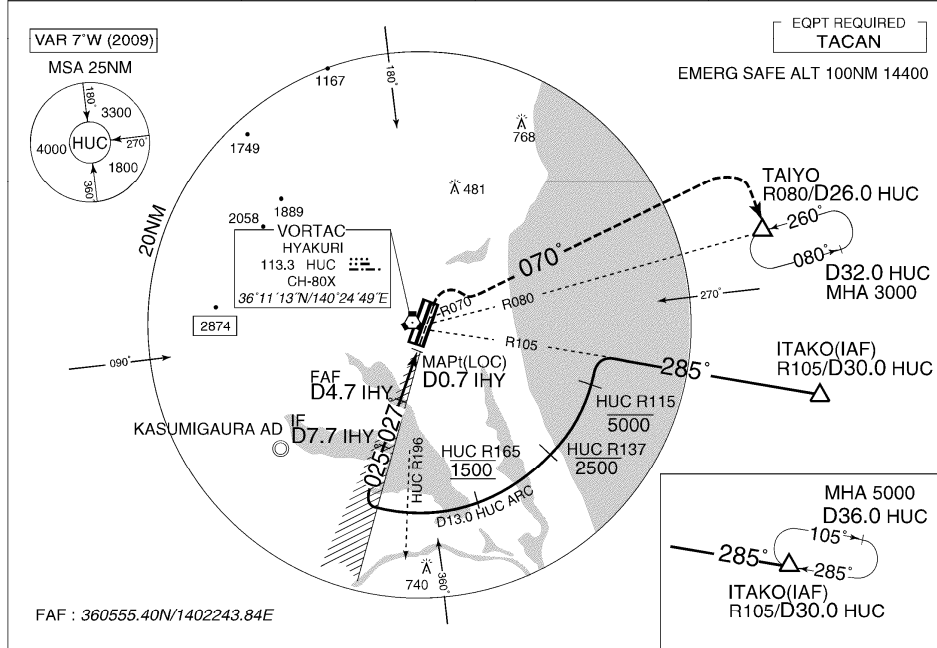 VAR 7°W (2009)
MSA 25NM
180°
3300
4000
HUC
270°
1800
360°
EQPT REQUIRED
TACAN
EMERG SAFE ALT 100NM 14400
180°
1167
768
1749
481
20NM
1889
2058
VORTAC
HYAKURI
113.3 HUC
CH-80X
36°11'13"N/140°24'49"E
2874
TAIYO
R080/D26.0 HUC
260°
080°
D32.0 HUC
MHA 3000
070°
R070
R080
270°
R105
090°
MAPt(LOC)
D0.7 IHY
285°
ITAKO(IAF)
R105/D30.0 HUC
FAF
D4.7 IHY
HUC R115
5000
KASUMIGAURA AD
IF
D7.7 IHY
025°
027°
HUC R196
HUC R165
1500
HUC R137
2500
D13.0 HUC ARC
740
360°
FAF : 360555.40N/1402243.84E
MHA 5000
D36.0 HUC
105°
285°
285°
ITAKO(IAF)
R105/D30.0 HUC